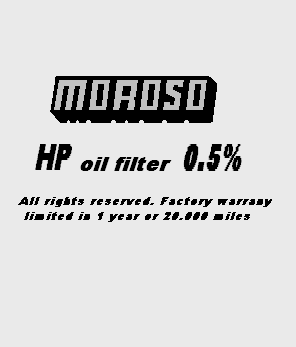 MOROSO
HP oil filter 0.5%
All rights reserved. Factory warrany
limited in 1 year or 20.000 miles